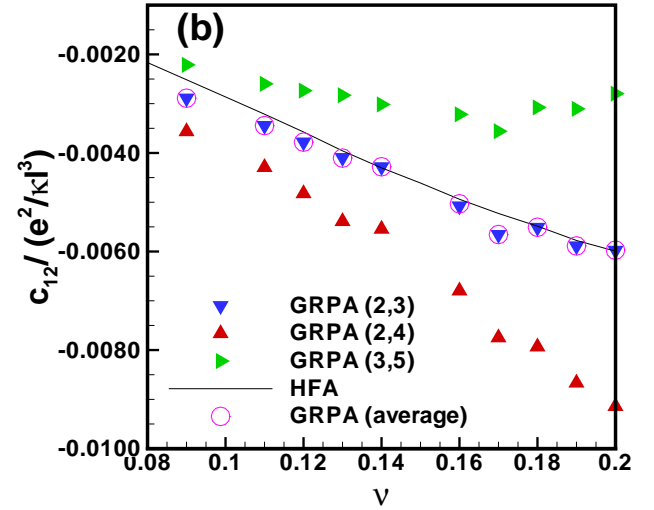 (b)
-0.0020
-0.0040
-0.0060
-0.0080
-0.0100
c12/ (e2/κl3)
GRPA (2,3)
GRPA (2,4)
GRPA (3,5)
HFA
GRPA (average)
0.08 0.1 0.12 0.14 0.16 0.18 0.2
ν